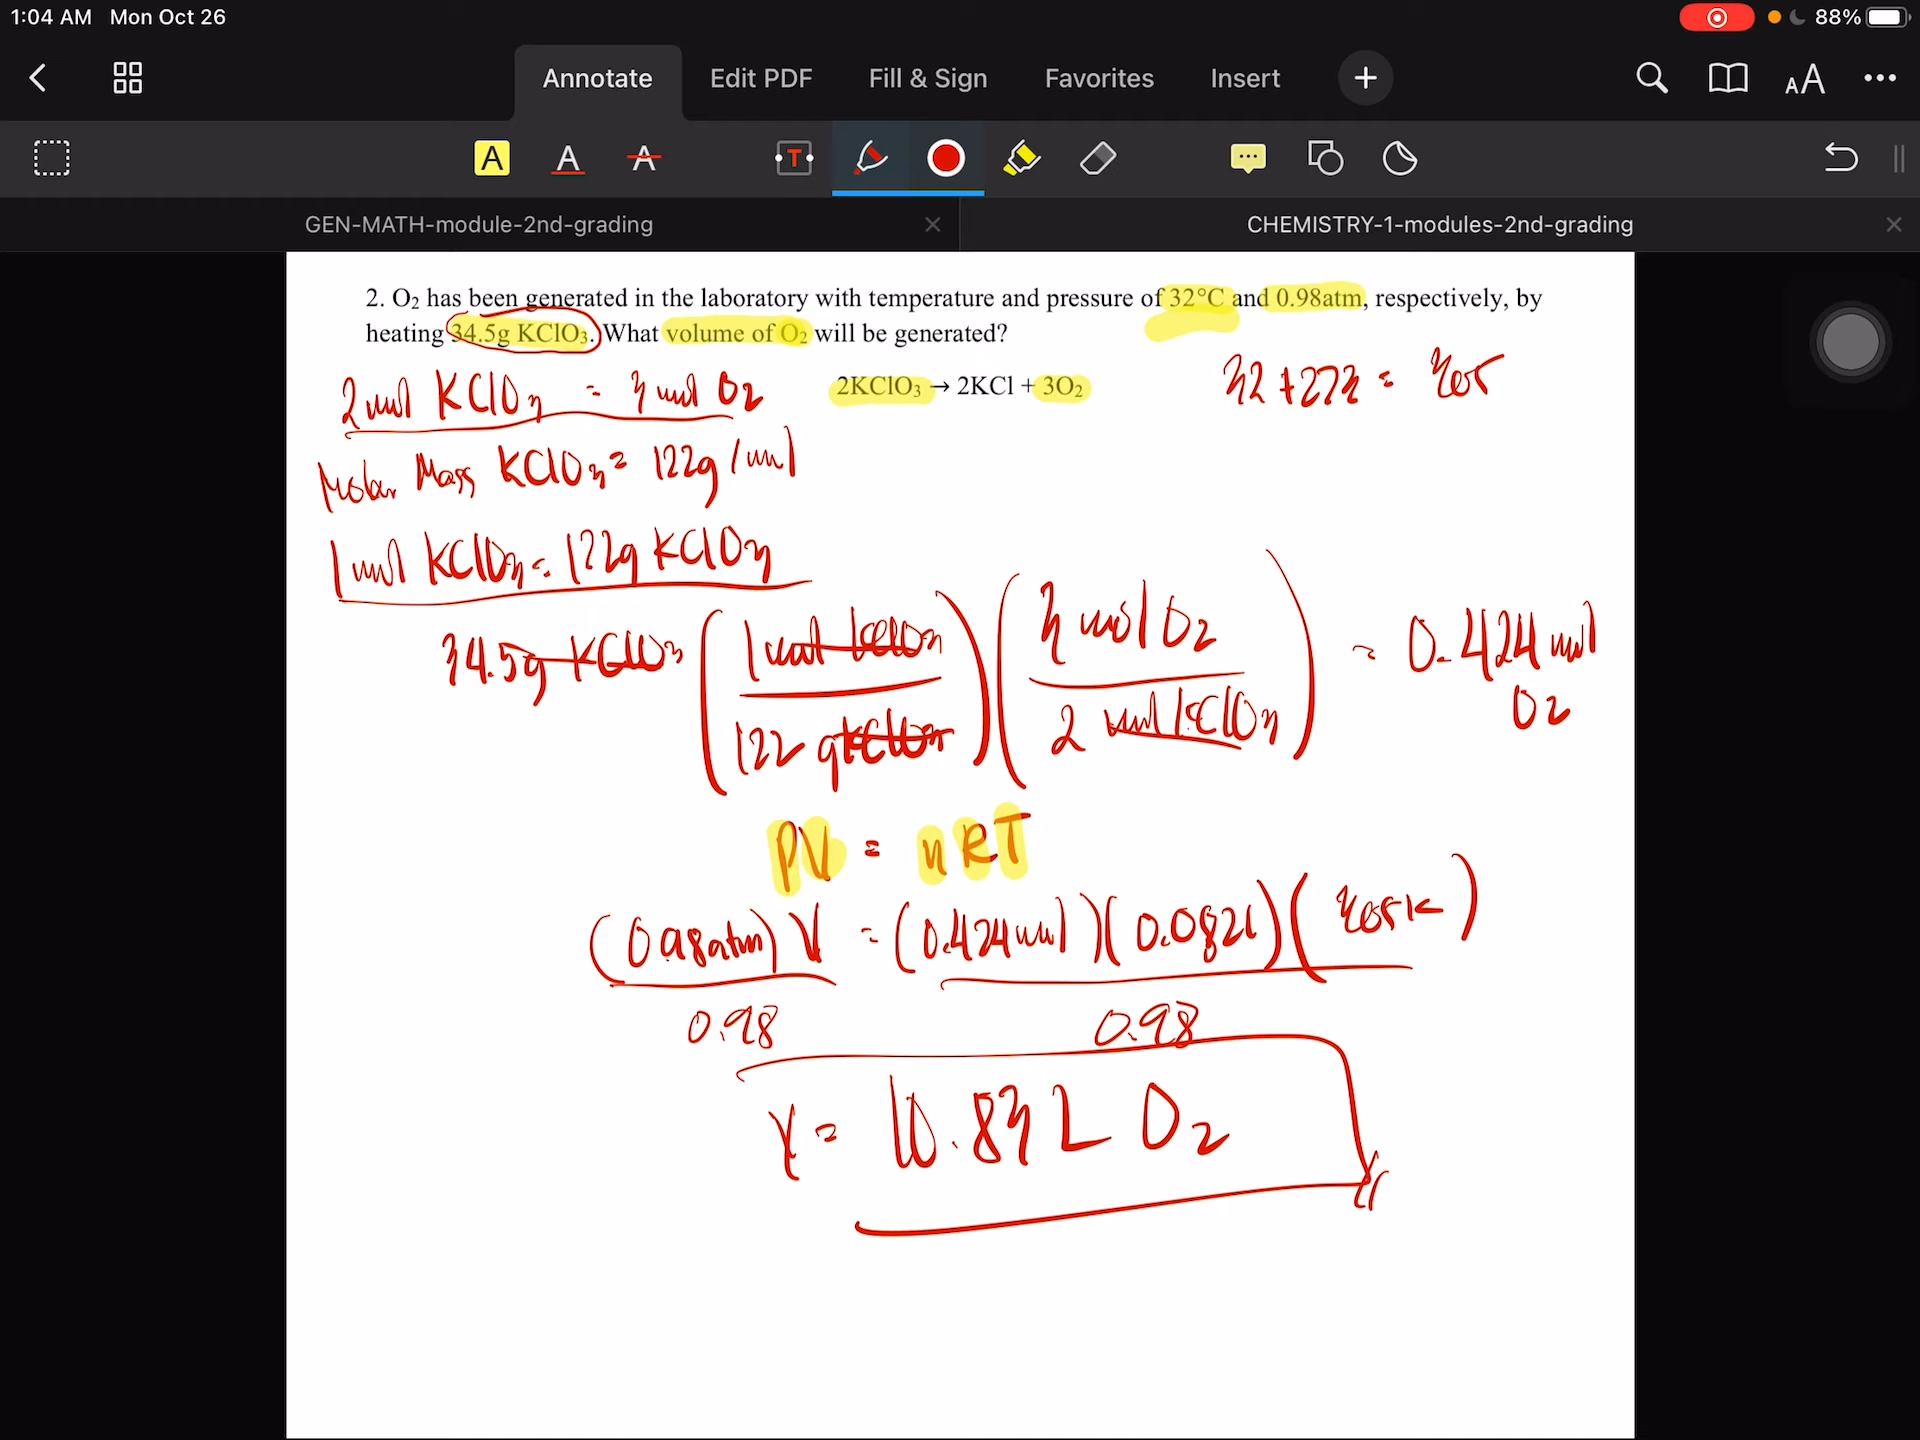 1:04 AM Mon Oct 26
88%
Annotate Edit PDF Fill & Sign Favorites Insert
AA
A A A T
GEN-MATH-module-2nd-grading
CHEMISTRY-1-modules-2nd-grading
2. O₂ has been generated in the laboratory with temperature and pressure of 32°C and 0.98atm, respectively, by
heating 34.5g KClO₃. What volume of O₂ will be generated?
2KClO₃ → 2KCl + 3O₂
32 + 273 = 305
2 mol KClO₃ = 3 mol O₂
Molar Mass KClO₃ = 122g/mol
1 mol KClO₃ = 122g KClO₃
34.5g KClO₃ (1 mol KClO₃ / 122 g KClO₃) (3 mol O₂ / 2 mol KClO₃) = 0.424 mol O₂
PV = nRT
(0.98atm) V = (0.424 mol)(0.0821)(305K)
0.98 0.98
V = 10.83 L O₂